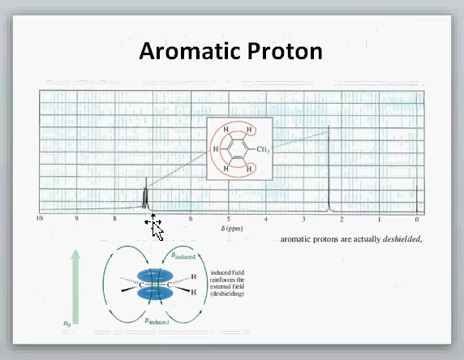 Aromatic Proton
H H
H CH₃
H H
10 9 8 7 6 5 4 3 2 1 0
δ (ppm)
aromatic protons are actually deshielded,
Binduced
induced field
reinforces the
external field
(deshielding)
C C H
H
Binduced
B0